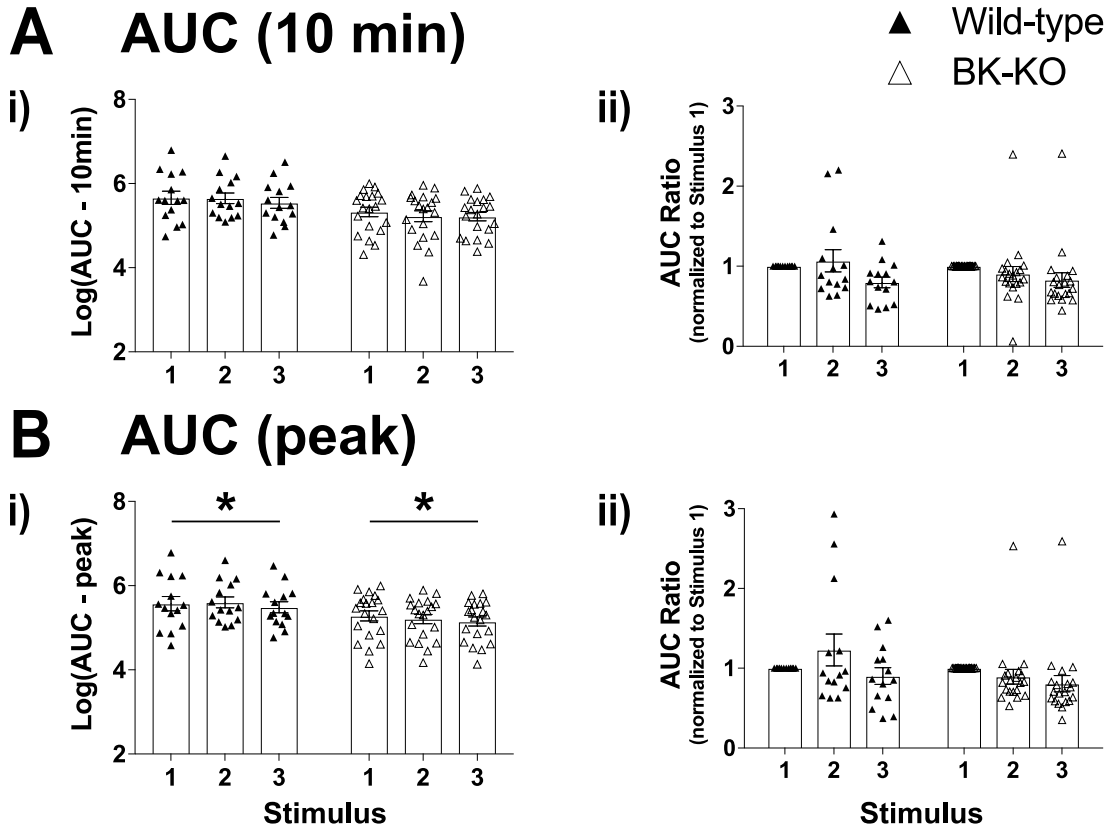 A AUC (10 min)
▲ Wild-type
△ BK-KO
i)
Log(AUC - 10min)
8
6
4
2
1 2 3 1 2 3
ii)
AUC Ratio
(normalized to Stimulus 1)
3
2
1
0
1 2 3 1 2 3
B AUC (peak)
i)
Log(AUC - peak)
8
6
4
2
* *
1 2 3 1 2 3
Stimulus
ii)
AUC Ratio
(normalized to Stimulus 1)
3
2
1
0
1 2 3 1 2 3
Stimulus